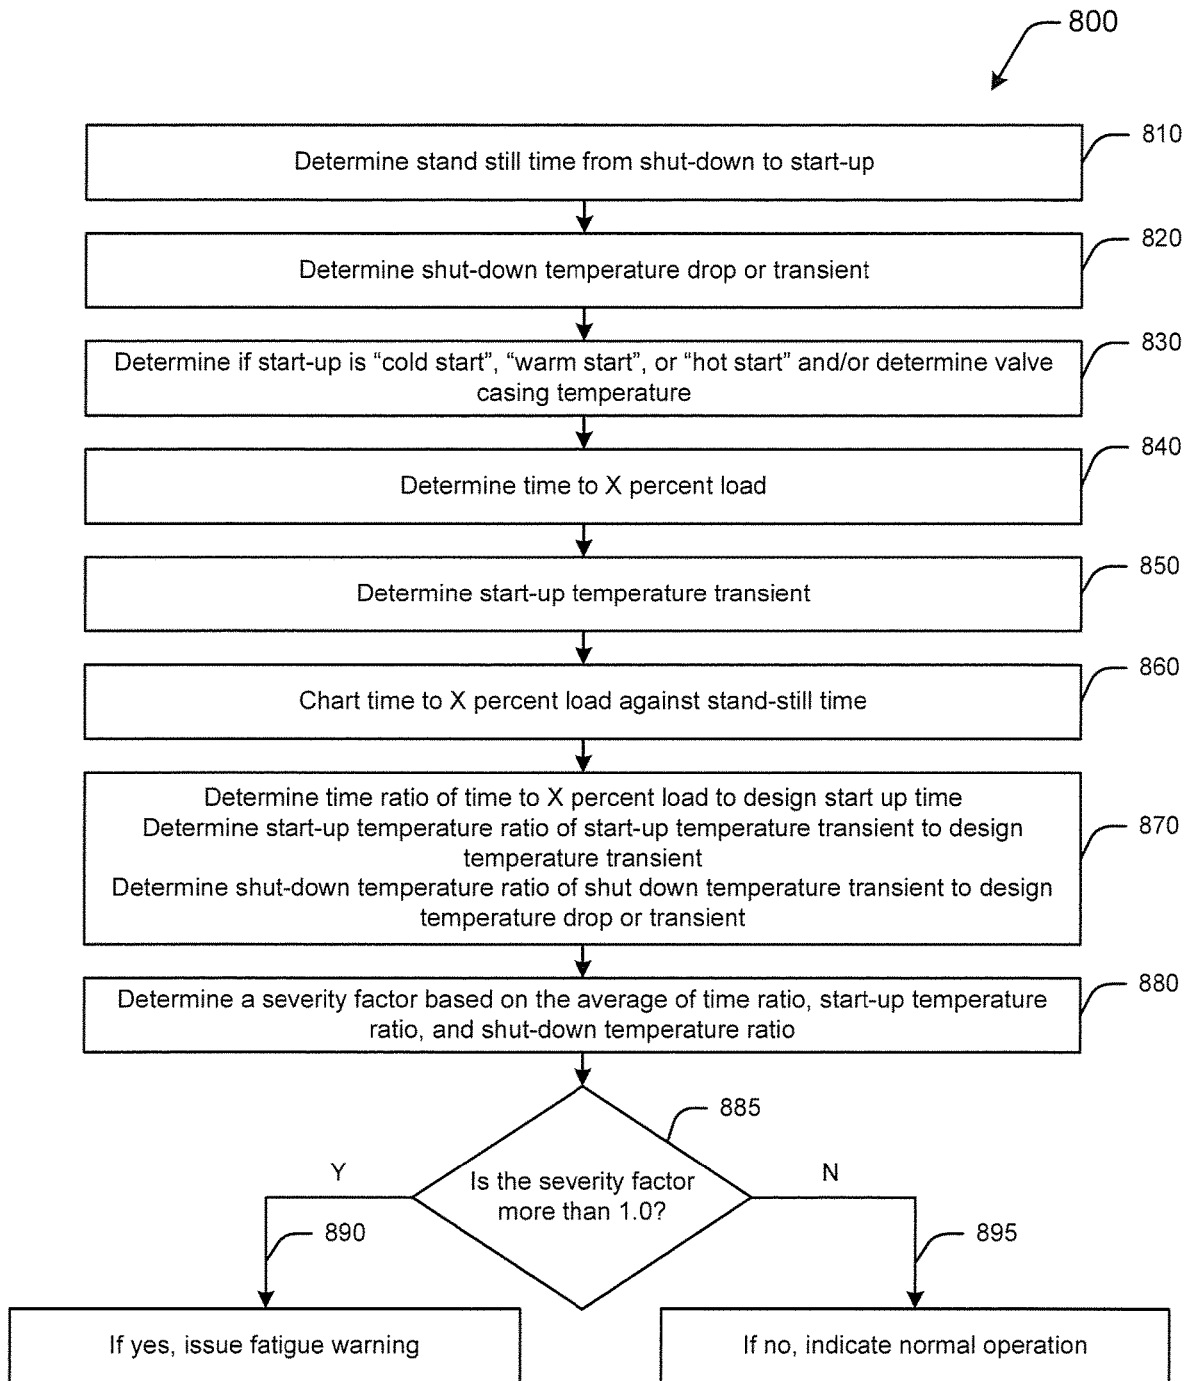 800
Determine stand still time from shut-down to start-up
810
Determine shut-down temperature drop or transient
820
Determine if start-up is “cold start”, “warm start”, or “hot start” and/or determine valve
casing temperature
830
Determine time to X percent load
840
Determine start-up temperature transient
850
Chart time to X percent load against stand-still time
860
Determine time ratio of time to X percent load to design start up time
Determine start-up temperature ratio of start-up temperature transient to design
temperature transient
Determine shut-down temperature ratio of shut down temperature transient to design
temperature drop or transient
870
Determine a severity factor based on the average of time ratio, start-up temperature
ratio, and shut-down temperature ratio
880
885
Is the severity factor
more than 1.0?
Y
N
890
895
If yes, issue fatigue warning
If no, indicate normal operation